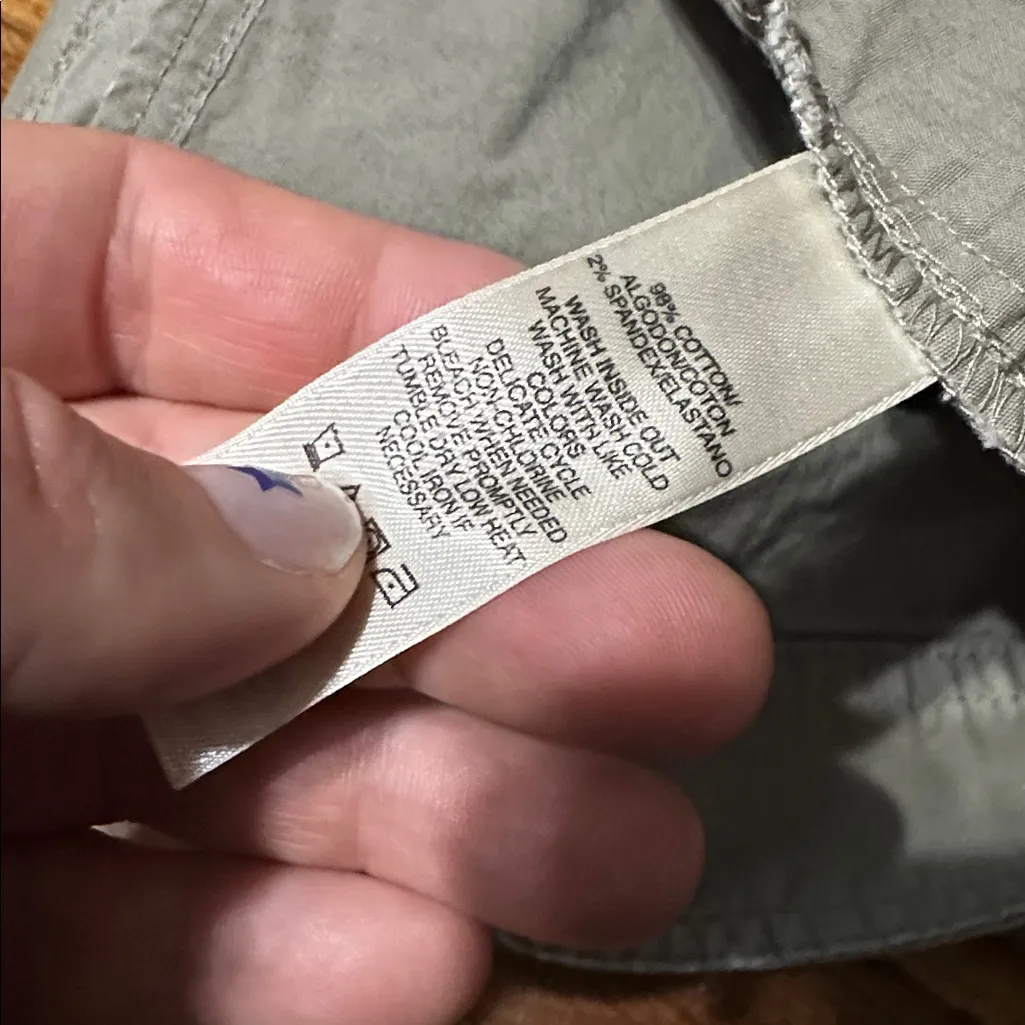 98% COTTON/
ALGODON/COTON
2% SPANDEX/ELASTANO
WASH INSIDE OUT
MACHINE WASH COLD
WASH WITH LIKE
COLORS
DELICATE CYCLE
NON-CHLORINE
BLEACH WHEN NEEDED
REMOVE PROMPTLY
TUMBLE DRY LOW HEAT
COOL IRON IF
NECESSARY